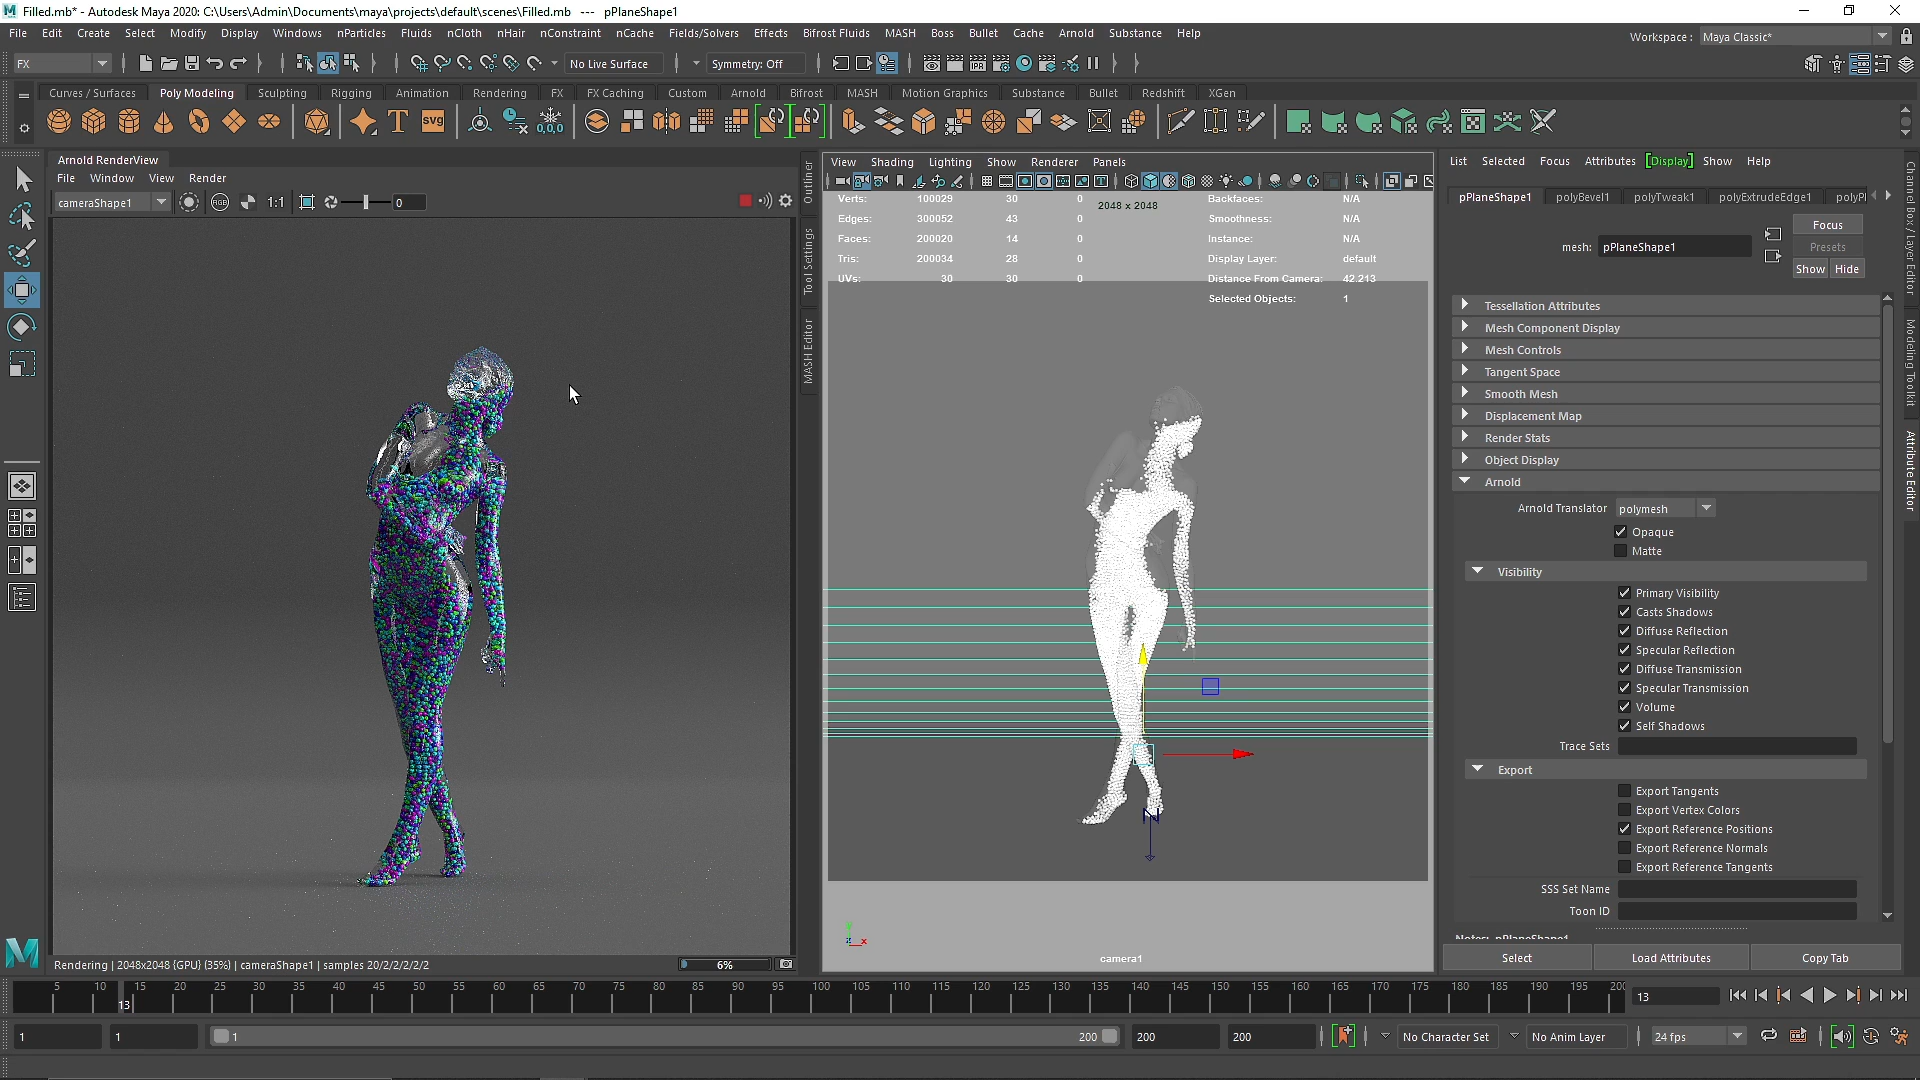 Filled.mb* - Autodesk Maya 2020: C:\Users\Admin\Documents\maya\projects\default\scenes\Filled.mb --- pPlaneShape1
File Edit Create Select Modify Display Windows nParticles Fluids nCloth nHair nConstraint nCache Fields/Solvers Effects Bifrost Fluids MASH Boss Bullet Cache Arnold Substance Help
Workspace : Maya Classic*
FX
No Live Surface
Symmetry: Off
Curves / Surfaces Poly Modeling Sculpting Rigging Animation Rendering FX FX Caching Custom Arnold Bifrost MASH Motion Graphics Substance Bullet Redshift XGen
SVG
0,0,0
Arnold RenderView
File Window View Render
cameraShape1
RGB
1:1
0
Outliner
Tool Settings
MASH Editor
View Shading Lighting Show Renderer Panels
Verts: 100029 30 0
Edges: 300052 43 0
Faces: 200020 14 0
Tris: 200034 28 0
UVs: 30 30 0
2048 x 2048
Backfaces: N/A
Smoothness: N/A
Instance: N/A
Display Layer: default
Distance From Camera: 42.213
Selected Objects: 1
camera1
List Selected Focus Attributes [Display] Show Help
pPlaneShape1 polyBevel1 polyTweak1 polyExtrudeEdge1 polyPl
mesh: pPlaneShape1
Focus
Presets
Show Hide
Tessellation Attributes
Mesh Component Display
Mesh Controls
Tangent Space
Smooth Mesh
Displacement Map
Render Stats
Object Display
Arnold
Arnold Translator polymesh
Opaque
Matte
Visibility
Primary Visibility
Casts Shadows
Diffuse Reflection
Specular Reflection
Diffuse Transmission
Specular Transmission
Volume
Self Shadows
Trace Sets
Export
Export Tangents
Export Vertex Colors
Export Reference Positions
Export Reference Normals
Export Reference Tangents
SSS Set Name
Toon ID
Notes: pPlaneShape1
Select Load Attributes Copy Tab
Channel Box / Layer Editor
Modeling Toolkit
Attribute Editor
Rendering | 2048x2048 {GPU} (35%) | cameraShape1 | samples 20/2/2/2/2/2
6%
5 10 15 20 25 30 35 40 45 50 55 60 65 70 75 80 85 90 95 100 105 110 115 120 125 130 135 140 145 150 155 160 165 170 175 180 185 190 195 200
13
13
1 1 1 200 200 200
No Character Set
No Anim Layer
24 fps